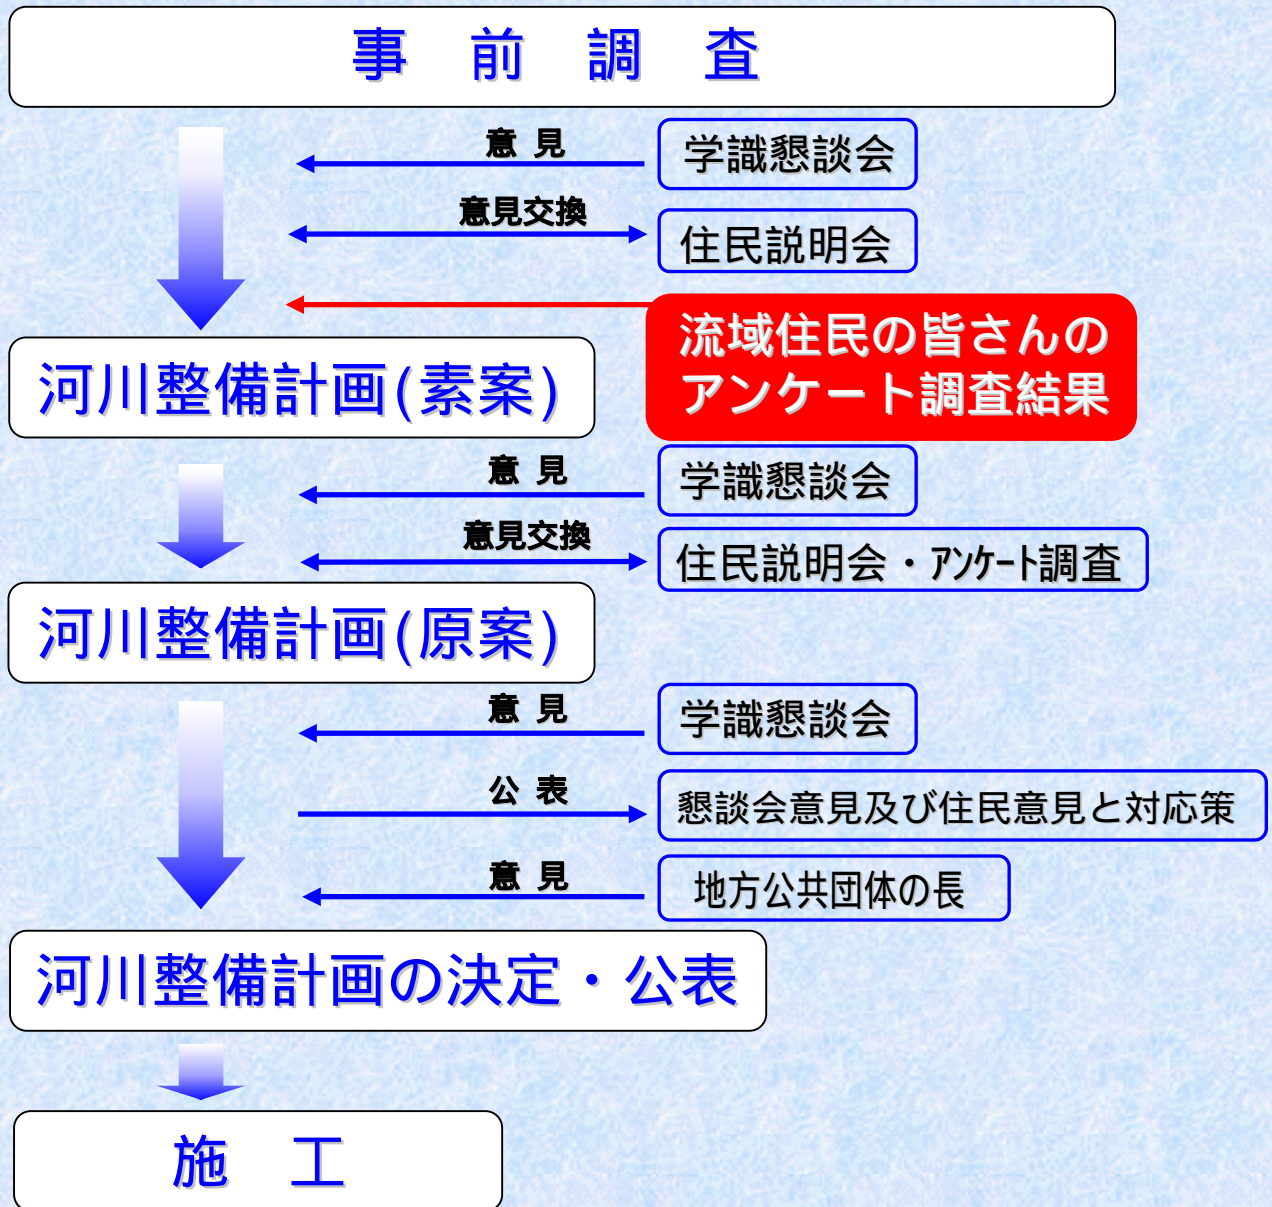 事 前 調 査
意 見
学識懇談会
意見交換
住民説明会
流域住民の皆さんの
アンケート調査結果
河川整備計画(素案)
意 見
学識懇談会
意見交換
住民説明会・ｱﾝｹｰﾄ調査
河川整備計画(原案)
意 見
学識懇談会
公 表
懇談会意見及び住民意見と対応策
意 見
地方公共団体の長
河川整備計画の決定・公表
施 工